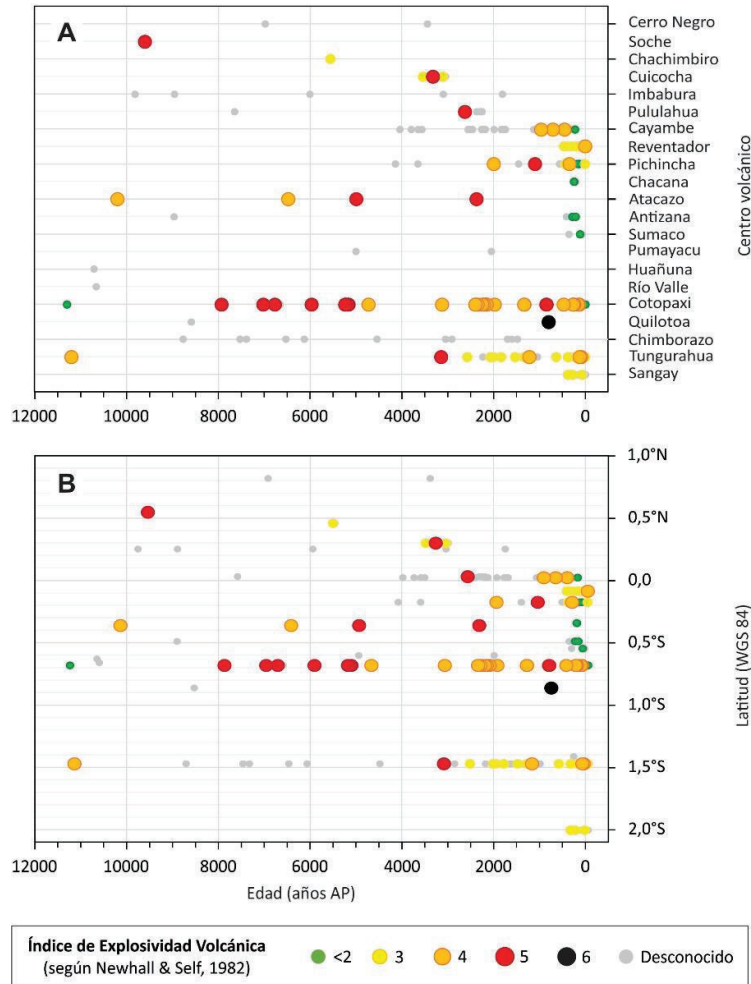 A
Cerro Negro
Soche
Chachimbiro
Cuicocha
Imbabura
Pululahua
Cayambe
Reventador
Pichincha
Chacana
Atacazo
Antizana
Sumaco
Pumayacu
Huañuna
Río Valle
Cotopaxi
Quilotoa
Chimborazo
Tungurahua
Sangay
Centro volcánico
12000 10000 8000 6000 4000 2000 0
B
1,0°N
0,5°N
0,0
0,5°S
1,0°S
1,5°S
2,0°S
Latitud (WGS 84)
12000 10000 8000 6000 4000 2000 0
Edad (años AP)
Índice de Explosividad Volcánica
(según Newhall & Self, 1982)
<2 3 4 5 6 Desconocido